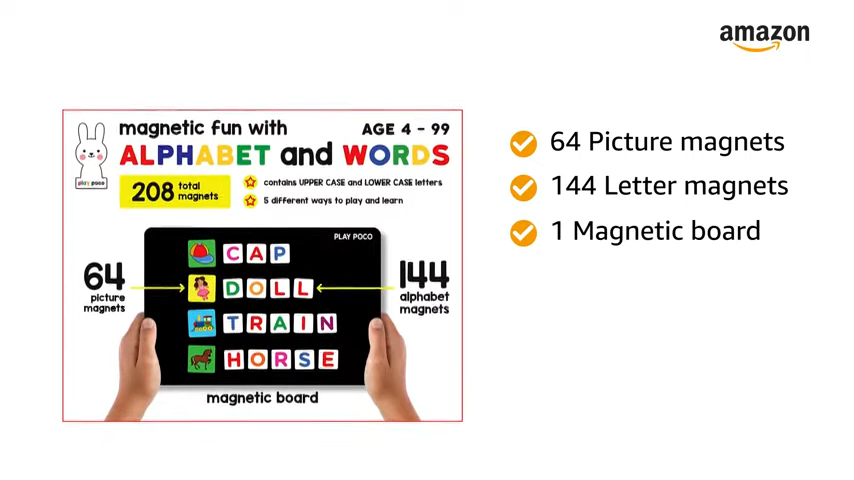 amazon
magnetic fun with
AGE 4 - 99
ALPHABET and WORDS
play poco
208 total magnets
contains UPPER CASE and LOWER CASE letters
5 different ways to play and learn
PLAY POCO
CAP
DOLL
TRAIN
HORSE
64
picture
magnets
144
alphabet
magnets
magnetic board
64 Picture magnets
144 Letter magnets
1 Magnetic board